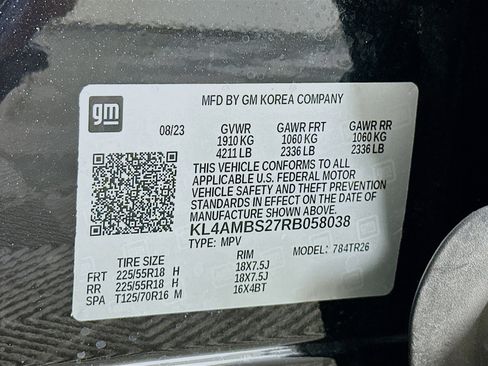 gm
MFD BY GM KOREA COMPANY
08/23 GVWR GAWR FRT GAWR RR
1910 KG 1060 KG 1060 KG
4211 LB 2336 LB 2336 LB
THIS VEHICLE CONFORMS TO ALL
APPLICABLE U.S. FEDERAL MOTOR
VEHICLE SAFETY AND THEFT PREVENTION
STANDARDS IN EFFECT ON THE DATE OF
MANUFACTURE SHOWN ABOVE.
KL4AMBS27RB058038
TYPE: MPV MODEL: 784TR26
TIRE SIZE RIM
FRT 225/55R18 H 18X7.5J
RR 225/55R18 H 18X7.5J
SPA T125/70R16 M 16X4BT